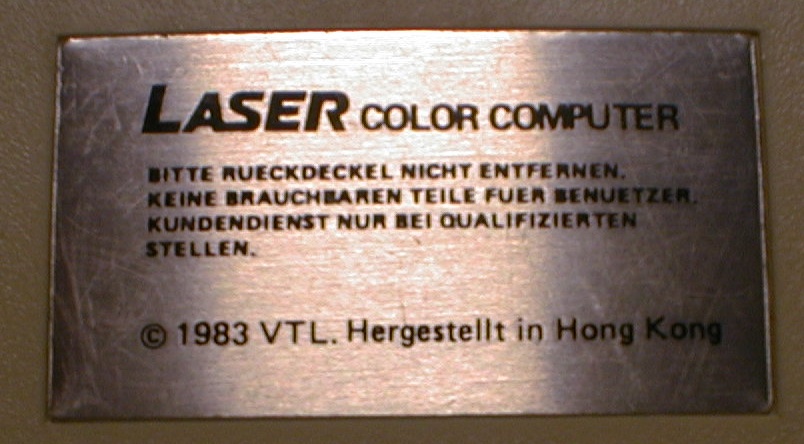 LASER COLOR COMPUTER
BITTE RUECKDECKEL NICHT ENTFERNEN.
KEINE BRAUCHBAREN TEILE FUER BENUETZER.
KUNDENDIENST NUR BEI QUALIFIZIERTEN
STELLEN.
© 1983 VTL. Hergestellt in Hong Kong